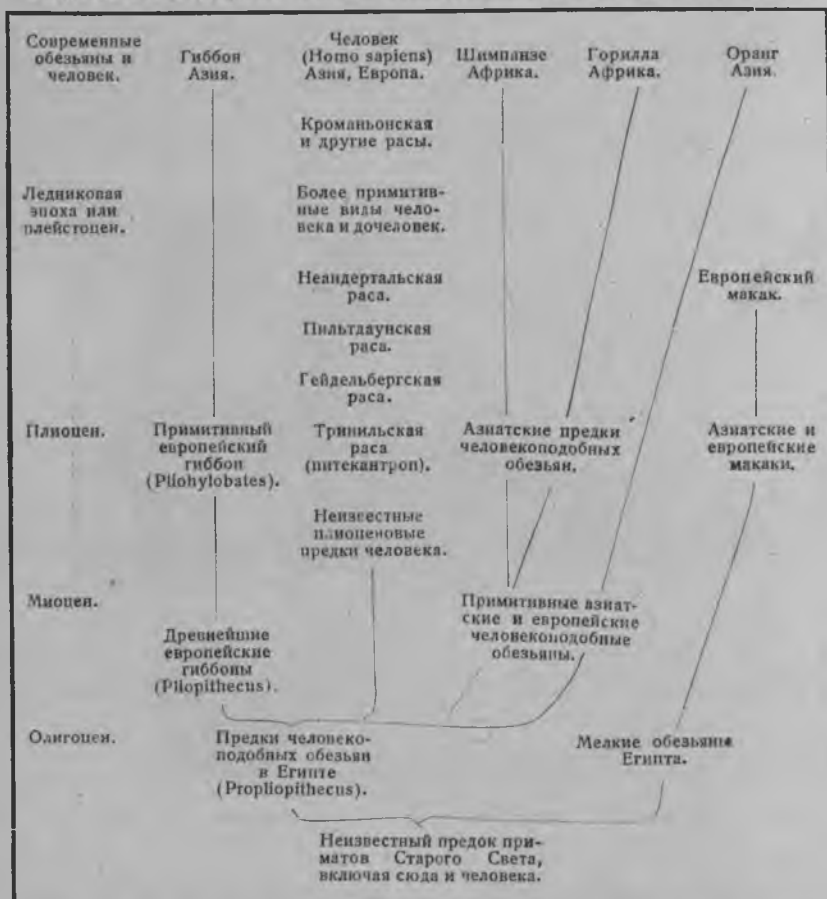 Современные
обезьяны и
человек.
Гиббон
Азия.
Человек
(Homo sapiens)
Азия, Европа.
Шимпанзе
Африка.
Горилла
Африка.
Оранг
Азия.
Кроманьонская
и другие расы.
Ледниковая
эпоха или
плейстоцен.
Более примитив-
ные виды чело-
века и дочеловек.
Неандертальская
раса.
Европейский
макак.
Пильтдаунская
раса.
Гейдельбергская
раса.
Плиоцен.
Примитивный
европейский
гиббон
(Pliohylobates).
Тринильская
раса
(питекантроп).
Азиатские предки
человекоподобных
обезьян.
Азиатские и
европейские
макаки.
Неизвестные
плиоценовые
предки человека.
Миоцен.
Древнейшие
европейские
гиббоны
(Pliopithecus).
Примитивные азиат-
ские и европейские
человекоподобные
обезьяны.
Олигоцен.
Предки человеко-
подобных обезьян
в Египте
(Propliopithecus).
Мелкие обезьяны
Египта.
Неизвестный предок при-
матов Старого Света,
включая сюда и человека.